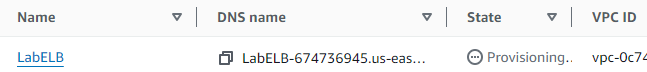 Name DNS name State VPC ID
LabELB LabELB-674736945.us-eas... Provisioning.. vpc-0c74